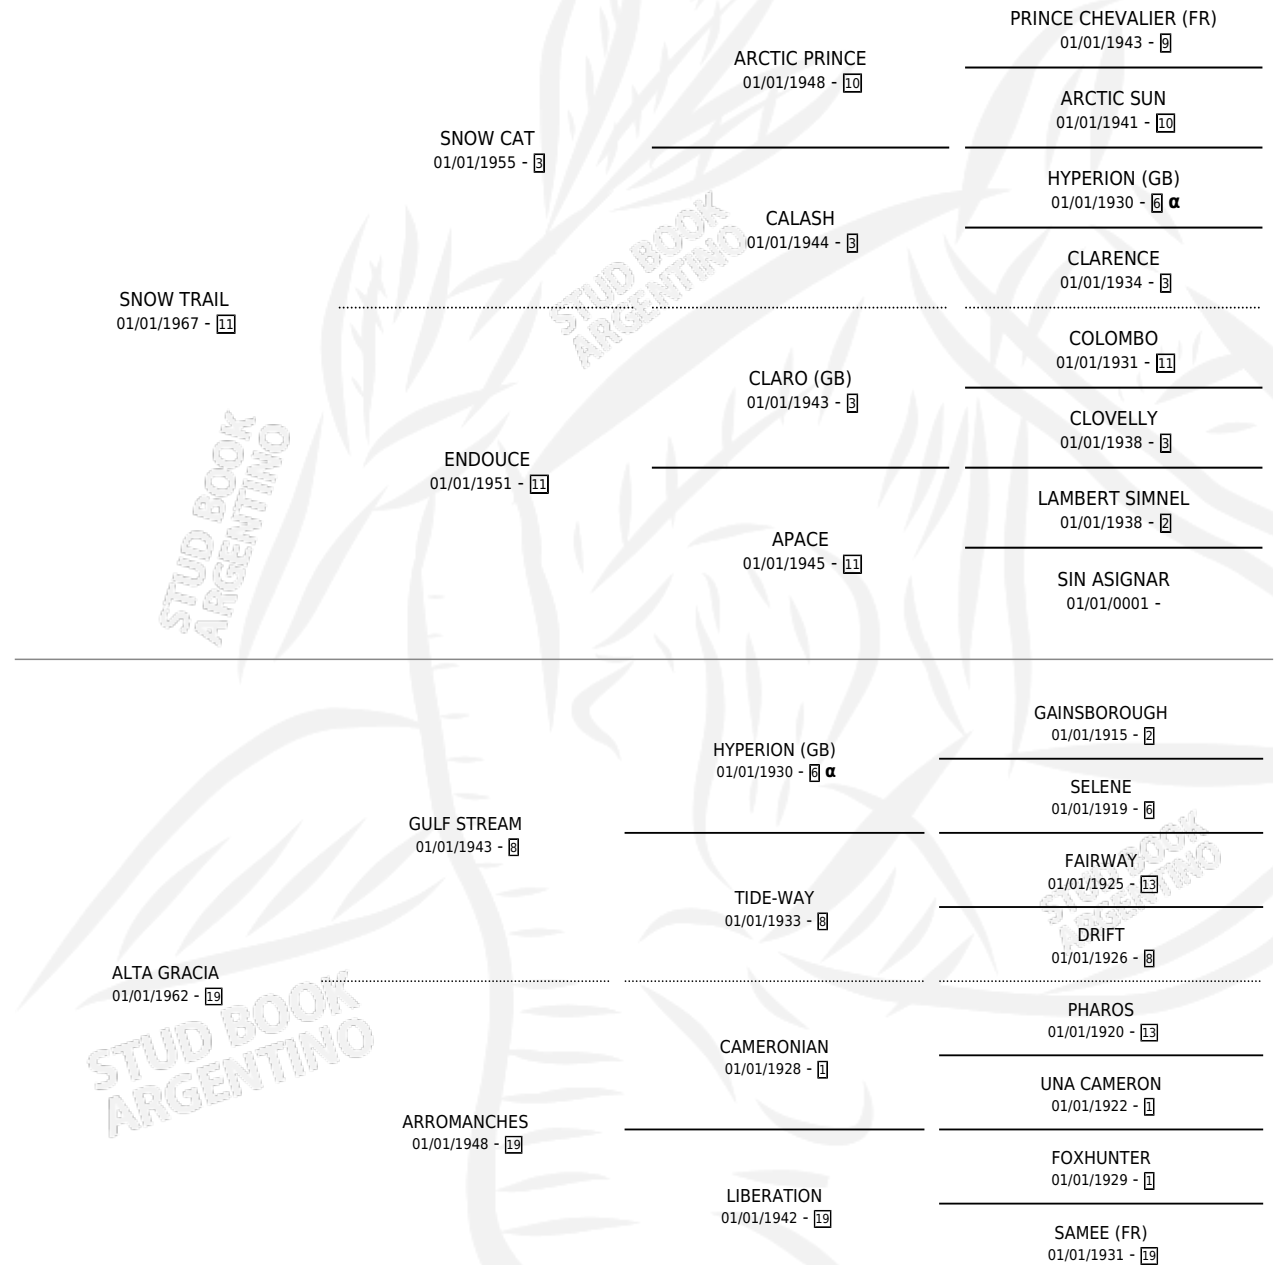 PRINCE CHEVALIER (FR)
01/01/1943 - 9
ARCTIC PRINCE
01/01/1948 - 10
ARCTIC SUN
01/01/1941 - 10
SNOW CAT
01/01/1955 - 3
HYPERION (GB)
01/01/1930 - 6 α
CALASH
01/01/1944 - 3
CLARENCE
01/01/1934 - 3
SNOW TRAIL
01/01/1967 - 11
COLOMBO
01/01/1931 - 11
CLARO (GB)
01/01/1943 - 3
CLOVELLY
01/01/1938 - 3
ENDOUCE
01/01/1951 - 11
LAMBERT SIMNEL
01/01/1938 - 2
APACE
01/01/1945 - 11
SIN ASIGNAR
01/01/0001 -
GAINSBOROUGH
01/01/1915 - 2
HYPERION (GB)
01/01/1930 - 6 α
SELENE
01/01/1919 - 6
GULF STREAM
01/01/1943 - 8
FAIRWAY
01/01/1925 - 13
TIDE-WAY
01/01/1933 - 8
DRIFT
01/01/1926 - 8
ALTA GRACIA
01/01/1962 - 19
PHAROS
01/01/1920 - 13
CAMERONIAN
01/01/1928 - 1
UNA CAMERON
01/01/1922 - 1
ARROMANCHES
01/01/1948 - 19
FOXHUNTER
01/01/1929 - 1
LIBERATION
01/01/1942 - 19
SAMEE (FR)
01/01/1931 - 19
STUD BOOK
ARGENTINO
STUD BOOK
ARGENTINO
STUD BOOK
ARGENTINO
STUD BOOK
ARGENTINO